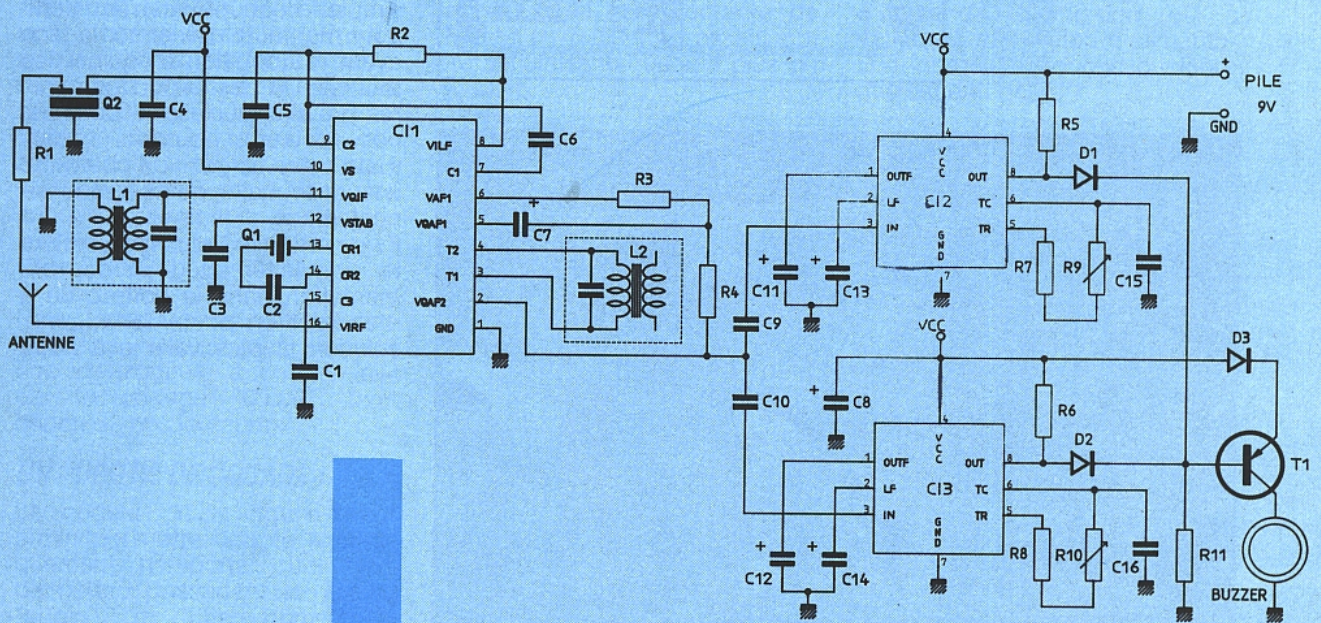 VCC
R2
Q2
C4
C5
R1
CI1
C6
9 C2
VILF 8
10 VS
C1 7
L1
11 VQIF
VAF1 6
R3
12 VSTAB
VQAF1 5
C7
+
Q1
13 CR1
T2 4
L2
14 CR2
T1 3
C3
C2
15 C3
VQAF2 2
R4
16 VIRF
GND 1
ANTENNE
C1
C9
C10
VCC
+
PILE
9V
GND
R5
4
VCC
1 OUTF
OUT 8
D1
2 LF
CI2
TC 6
3 IN
TR 5
GND
7
+
C11
+
C13
R7
R9
C15
VCC
D3
+
C8
R6
4
VCC
D2
1 OUTF
OUT 8
T1
2 LF
CI3
TC 6
3 IN
TR 5
GND
7
+
C12
+
C14
R8
R10
C16
R11
BUZZER